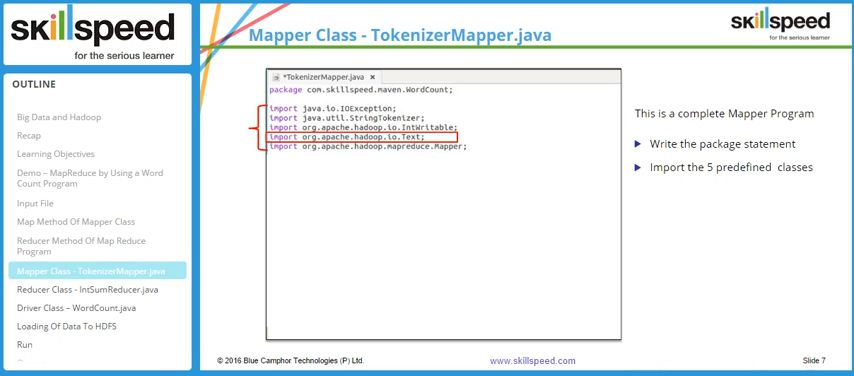 skillspeed
for the serious learner
OUTLINE
Big Data and Hadoop
Recap
Learning Objectives
Demo – MapReduce by Using a Word
Count Program
Input File
Map Method Of Mapper Class
Reducer Method Of Map Reduce
Program
Mapper Class - TokenizerMapper.java
Reducer Class - IntSumReducer.java
Driver Class – WordCount.java
Loading Of Data To HDFS
Run
Mapper Class - TokenizerMapper.java
skillspeed
for the serious learner
*TokenizerMapper.java
package com.skillspeed.maven.WordCount;
import java.io.IOException;
import java.util.StringTokenizer;
import org.apache.hadoop.io.IntWritable;
import org.apache.hadoop.io.Text;
import org.apache.hadoop.mapreduce.Mapper;
This is a complete Mapper Program
Write the package statement
Import the 5 predefined classes
© 2016 Blue Camphor Technologies (P) Ltd.
www.skillspeed.com
Slide 7